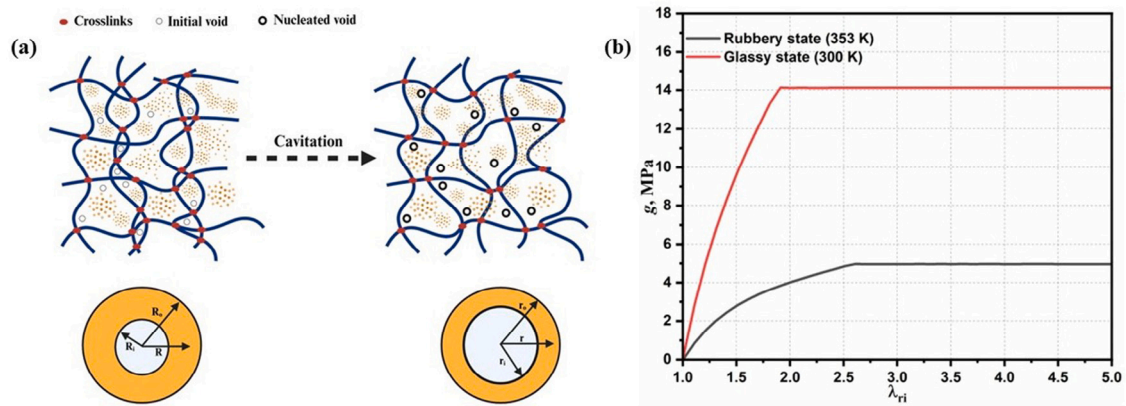 Crosslinks
Initial void
Nucleated void
(a)
Cavitation
Rₒ
Rᵢ
R
rₒ
r
rᵢ
(b)
g, MPa
18
16
14
12
10
8
6
4
2
0
Rubbery state (353 K)
Glassy state (300 K)
1.0 1.5 2.0 2.5 3.0 3.5 4.0 4.5 5.0
λᵣᵢ